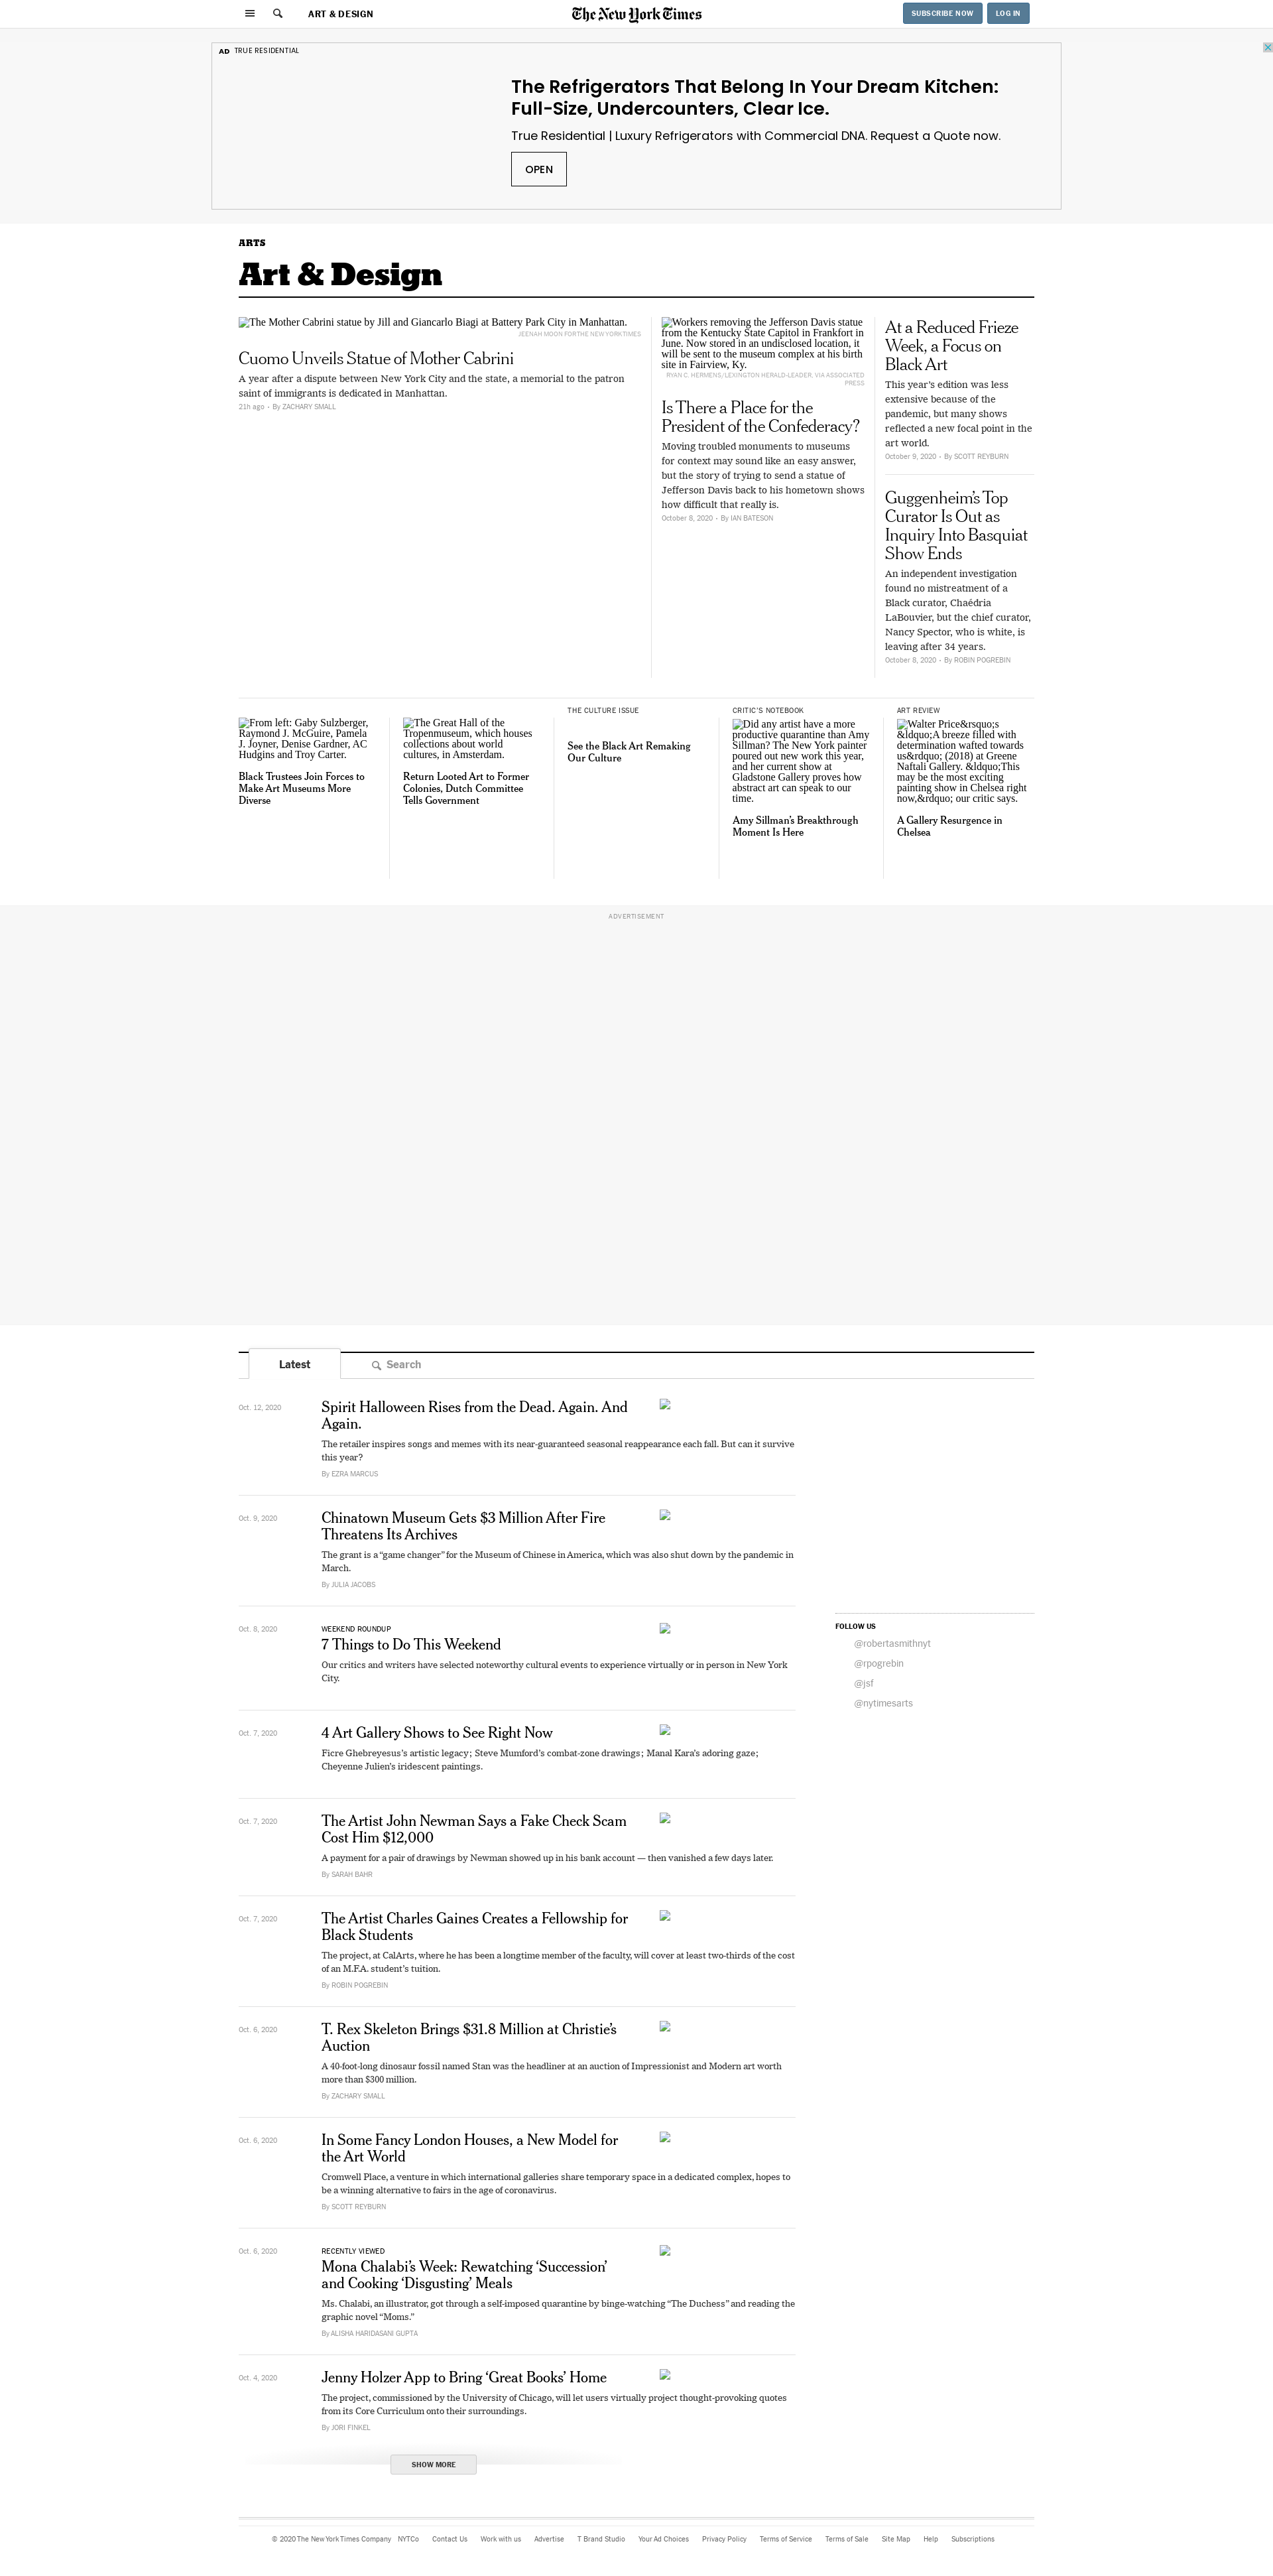 ART & DESIGN
The New York Times
SUBSCRIBE NOW
LOG IN
AD TRUE RESIDENTIAL
The Refrigerators That Belong In Your Dream Kitchen:
Full-Size, Undercounters, Clear Ice.
True Residential | Luxury Refrigerators with Commercial DNA. Request a Quote now.
OPEN
ARTS
Art & Design
The Mother Cabrini statue by Jill and Giancarlo Biagi at Battery Park City in Manhattan.
JEENAH MOON FOR THE NEW YORK TIMES
Cuomo Unveils Statue of Mother Cabrini
A year after a dispute between New York City and the state, a memorial to the patron
saint of immigrants is dedicated in Manhattan.
21h ago • By ZACHARY SMALL
Workers removing the Jefferson Davis statue
from the Kentucky State Capitol in Frankfort in
June. Now stored in an undisclosed location, it
will be sent to the museum complex at his birth
site in Fairview, Ky.
RYAN C. HERMENS/LEXINGTON HERALD-LEADER, VIA ASSOCIATED
PRESS
Is There a Place for the
President of the Confederacy?
Moving troubled monuments to museums
for context may sound like an easy answer,
but the story of trying to send a statue of
Jefferson Davis back to his hometown shows
how difficult that really is.
October 8, 2020 • By IAN BATESON
At a Reduced Frieze
Week, a Focus on
Black Art
This year's edition was less
extensive because of the
pandemic, but many shows
reflected a new focal point in the
art world.
October 9, 2020 • By SCOTT REYBURN
Guggenheim's Top
Curator Is Out as
Inquiry Into Basquiat
Show Ends
An independent investigation
found no mistreatment of a
Black curator, Chaédria
LaBouvier, but the chief curator,
Nancy Spector, who is white, is
leaving after 34 years.
October 8, 2020 • By ROBIN POGREBIN
From left: Gaby Sulzberger,
Raymond J. McGuire, Pamela
J. Joyner, Denise Gardner, AC
Hudgins and Troy Carter.
Black Trustees Join Forces to
Make Art Museums More
Diverse
The Great Hall of the
Tropenmuseum, which houses
collections about world
cultures, in Amsterdam.
Return Looted Art to Former
Colonies, Dutch Committee
Tells Government
THE CULTURE ISSUE
See the Black Art Remaking
Our Culture
CRITIC'S NOTEBOOK
Did any artist have a more
productive quarantine than Amy
Sillman? The New York painter
poured out new work this year,
and her current show at
Gladstone Gallery proves how
abstract art can speak to our
time.
Amy Sillman's Breakthrough
Moment Is Here
ART REVIEW
Walter Price&rsquo;s
&ldquo;A breeze filled with
determination wafted towards
us&rdquo; (2018) at Greene
Naftali Gallery. &ldquo;This
may be the most exciting
painting show in Chelsea right
now,&rdquo; our critic says.
A Gallery Resurgence in
Chelsea
ADVERTISEMENT
Latest
Search
Oct. 12, 2020
Spirit Halloween Rises from the Dead. Again. And
Again.
The retailer inspires songs and memes with its near-guaranteed seasonal reappearance each fall. But can it survive
this year?
By EZRA MARCUS
Oct. 9, 2020
Chinatown Museum Gets $3 Million After Fire
Threatens Its Archives
The grant is a “game changer” for the Museum of Chinese in America, which was also shut down by the pandemic in
March.
By JULIA JACOBS
Oct. 8, 2020
WEEKEND ROUNDUP
7 Things to Do This Weekend
Our critics and writers have selected noteworthy cultural events to experience virtually or in person in New York
City.
FOLLOW US
@robertasmithnyt
@rpogrebin
@jsf
@nytimesarts
Oct. 7, 2020
4 Art Gallery Shows to See Right Now
Ficre Ghebreyesus's artistic legacy; Steve Mumford's combat-zone drawings; Manal Kara's adoring gaze;
Cheyenne Julien's iridescent paintings.
Oct. 7, 2020
The Artist John Newman Says a Fake Check Scam
Cost Him $12,000
A payment for a pair of drawings by Newman showed up in his bank account — then vanished a few days later.
By SARAH BAHR
Oct. 7, 2020
The Artist Charles Gaines Creates a Fellowship for
Black Students
The project, at CalArts, where he has been a longtime member of the faculty, will cover at least two-thirds of the cost
of an M.F.A. student's tuition.
By ROBIN POGREBIN
Oct. 6, 2020
T. Rex Skeleton Brings $31.8 Million at Christie's
Auction
A 40-foot-long dinosaur fossil named Stan was the headliner at an auction of Impressionist and Modern art worth
more than $300 million.
By ZACHARY SMALL
Oct. 6, 2020
In Some Fancy London Houses, a New Model for
the Art World
Cromwell Place, a venture in which international galleries share temporary space in a dedicated complex, hopes to
be a winning alternative to fairs in the age of coronavirus.
By SCOTT REYBURN
Oct. 6, 2020
RECENTLY VIEWED
Mona Chalabi's Week: Rewatching ‘Succession’
and Cooking ‘Disgusting’ Meals
Ms. Chalabi, an illustrator, got through a self-imposed quarantine by binge-watching “The Duchess” and reading the
graphic novel “Moms.”
By ALISHA HARIDASANI GUPTA
Oct. 4, 2020
Jenny Holzer App to Bring ‘Great Books’ Home
The project, commissioned by the University of Chicago, will let users virtually project thought-provoking quotes
from its Core Curriculum onto their surroundings.
By JORI FINKEL
SHOW MORE
© 2020 The New York Times Company NYTCo Contact Us Work with us Advertise T Brand Studio Your Ad Choices Privacy Policy Terms of Service Terms of Sale Site Map Help Subscriptions